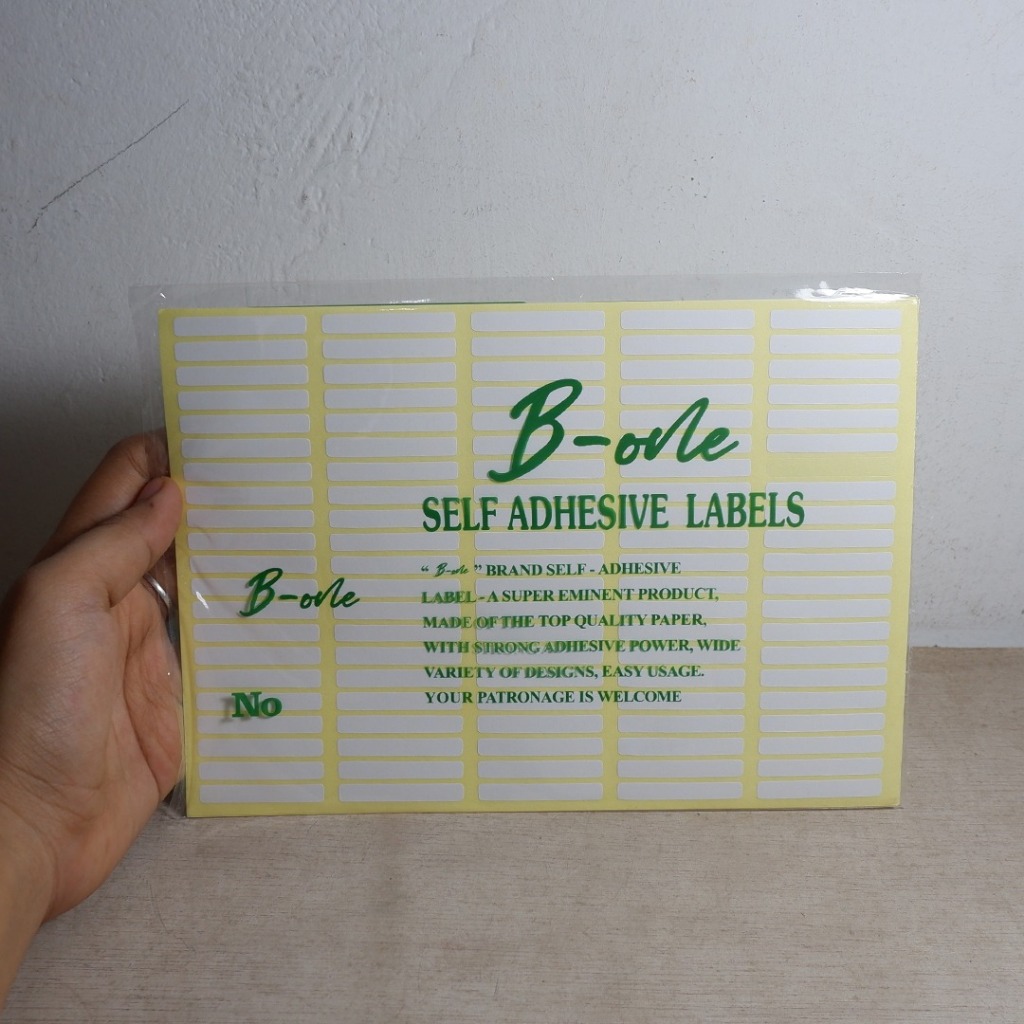 B-one
SELF ADHESIVE LABELS
" B-one " BRAND SELF - ADHESIVE
LABEL - A SUPER EMINENT PRODUCT,
MADE OF THE TOP QUALITY PAPER,
WITH STRONG ADHESIVE POWER, WIDE
VARIETY OF DESIGNS, EASY USAGE.
YOUR PATRONAGE IS WELCOME
B-one
No